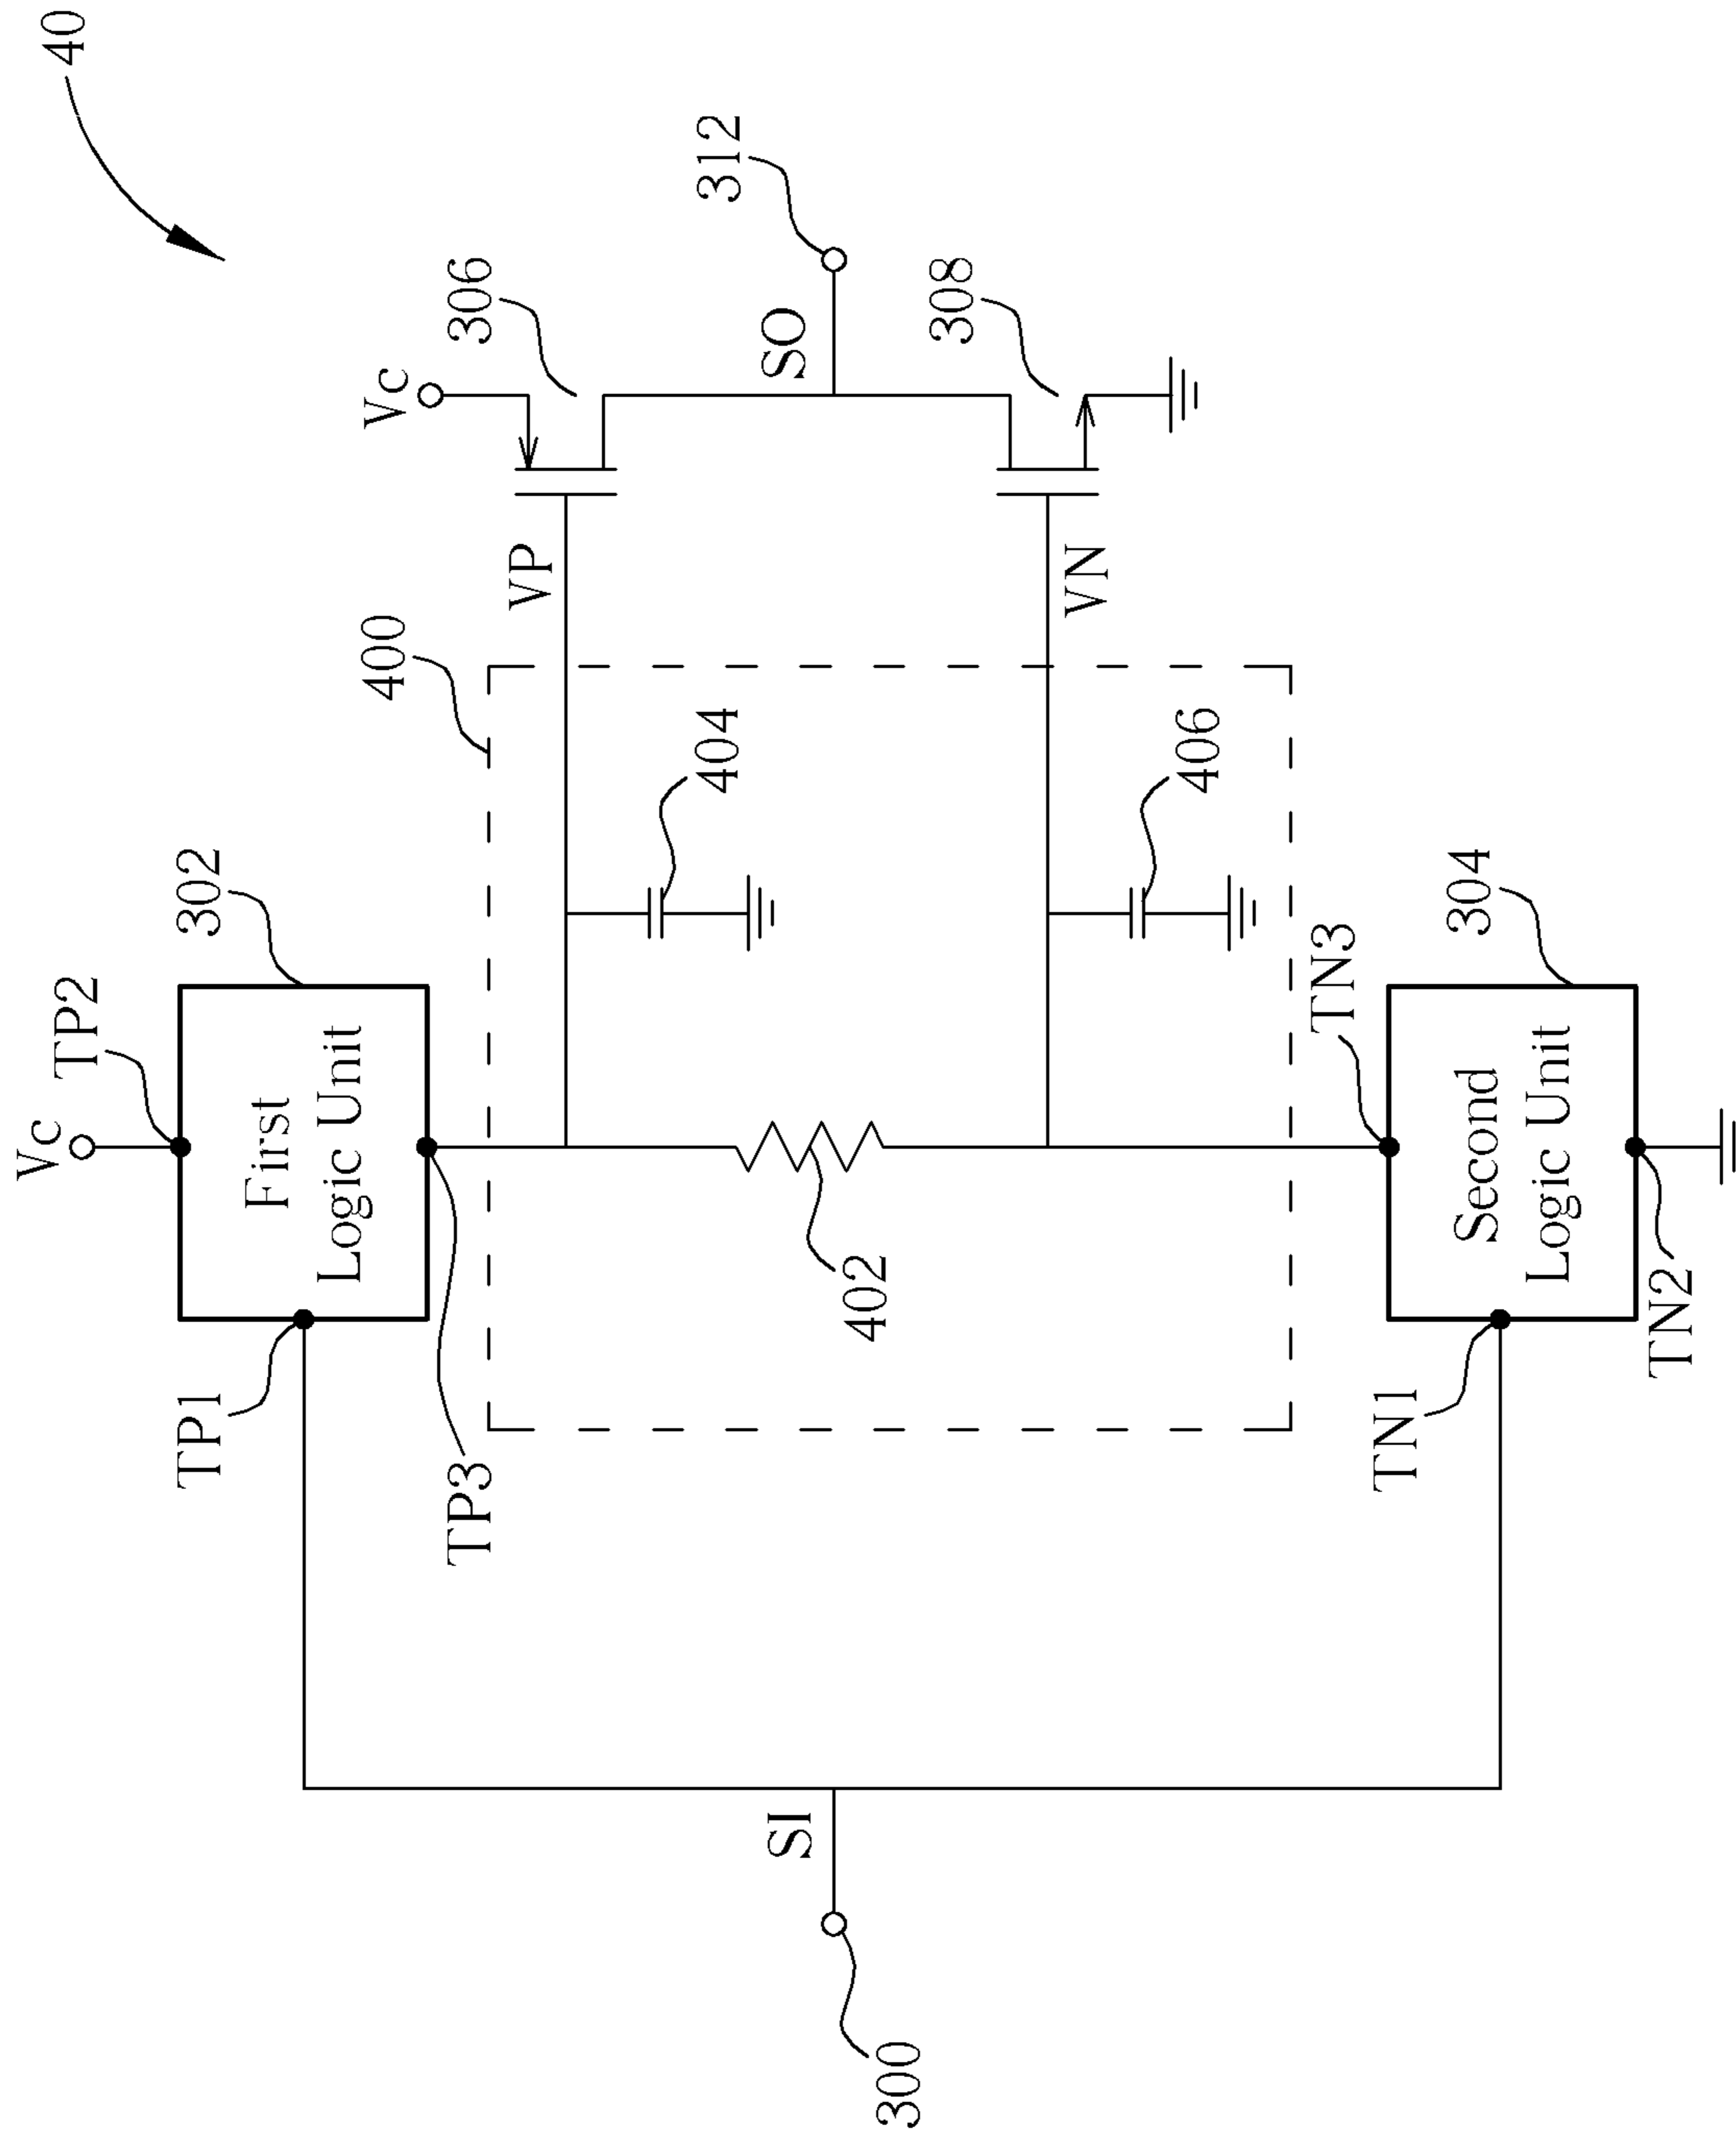 40
Vc
TP2
302
TP1
First
Logic Unit
TP3
400
Vc
306
VP
312
SO
404
402
SI
300
308
VN
406
TN3
304
TN1
Second
Logic Unit
TN2